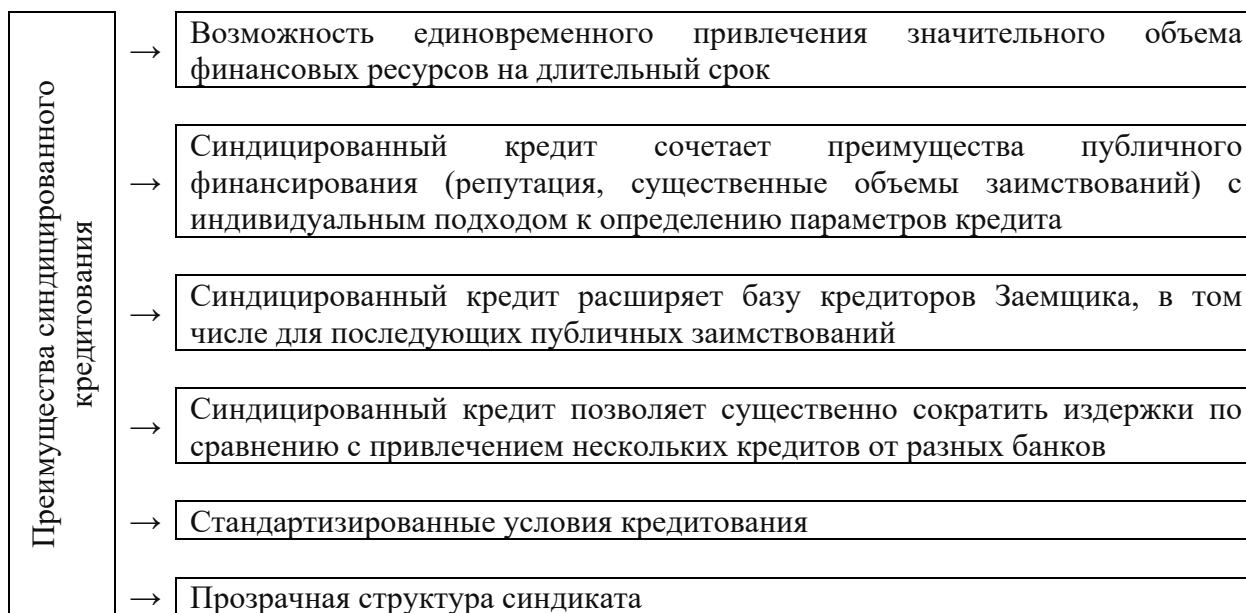 Преимущества синдицированного
кредитования
→ Возможность единовременного привлечения значительного объема
финансовых ресурсов на длительный срок
→ Синдицированный кредит сочетает преимущества публичного
финансирования (репутация, существенные объемы заимствований) с
индивидуальным подходом к определению параметров кредита
→ Синдицированный кредит расширяет базу кредиторов Заемщика, в том
числе для последующих публичных заимствований
→ Синдицированный кредит позволяет существенно сократить издержки по
сравнению с привлечением нескольких кредитов от разных банков
→ Стандартизированные условия кредитования
→ Прозрачная структура синдиката